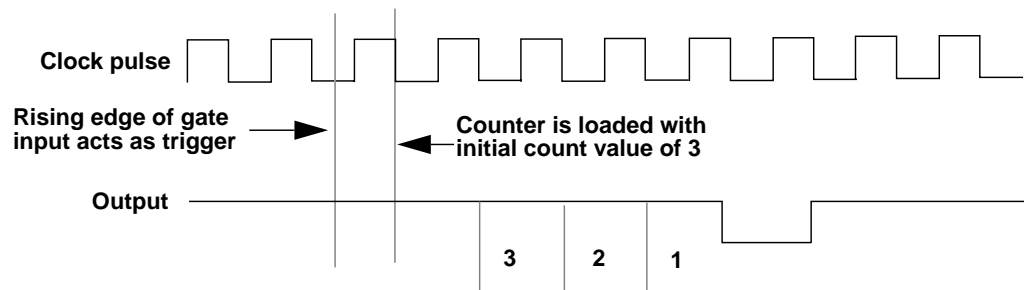 Clock pulse
Rising edge of gate
input acts as trigger
Counter is loaded with
initial count value of 3
Output
3 2 1